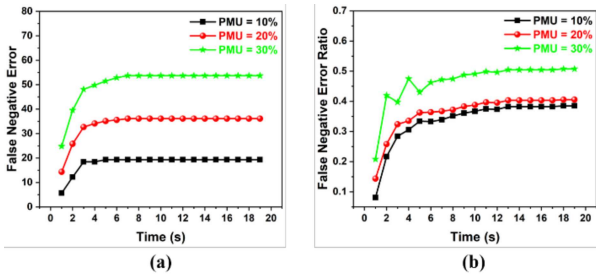 PMU = 10%
PMU = 20%
PMU = 30%
False Negative Error
80
70
60
50
40
30
20
10
0
0 2 4 6 8 10 12 14 16 18 20
Time (s)
(a)
PMU = 10%
PMU = 20%
PMU = 30%
False Negative Error Ratio
0.7
0.6
0.5
0.4
0.3
0.2
0.1
0 2 4 6 8 10 12 14 16 18 20
Time (s)
(b)